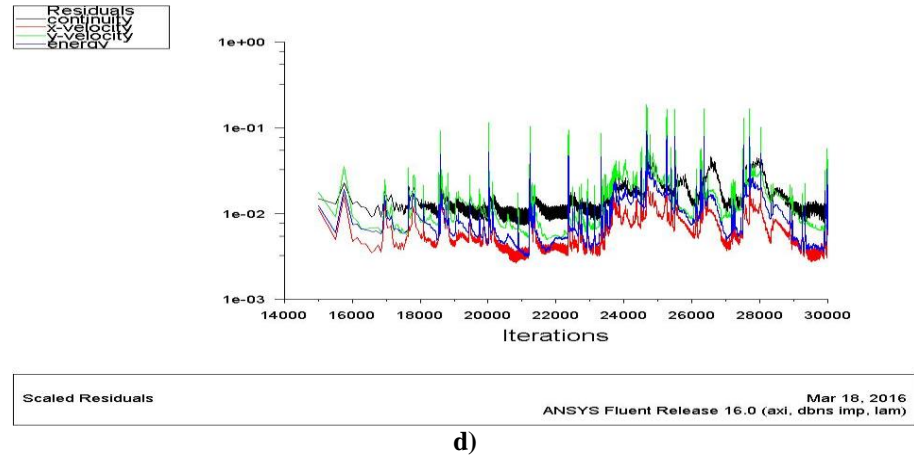 Residuals
continuity
x-velocity
y-velocity
energy
1e+00
1e-01
1e-02
1e-03
14000 16000 18000 20000 22000 24000 26000 28000 30000
Iterations
Scaled Residuals
Mar 18, 2016
ANSYS Fluent Release 16.0 (axi, dbns imp, lam)
d)